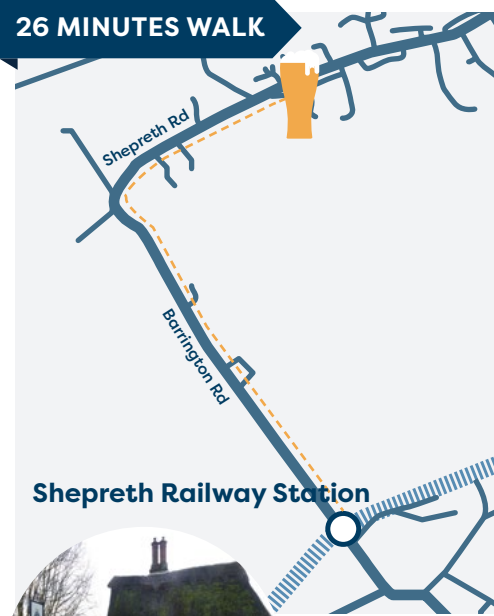 26 MINUTES WALK
Shepreth Rd
Barrington Rd
Shepreth Railway Station